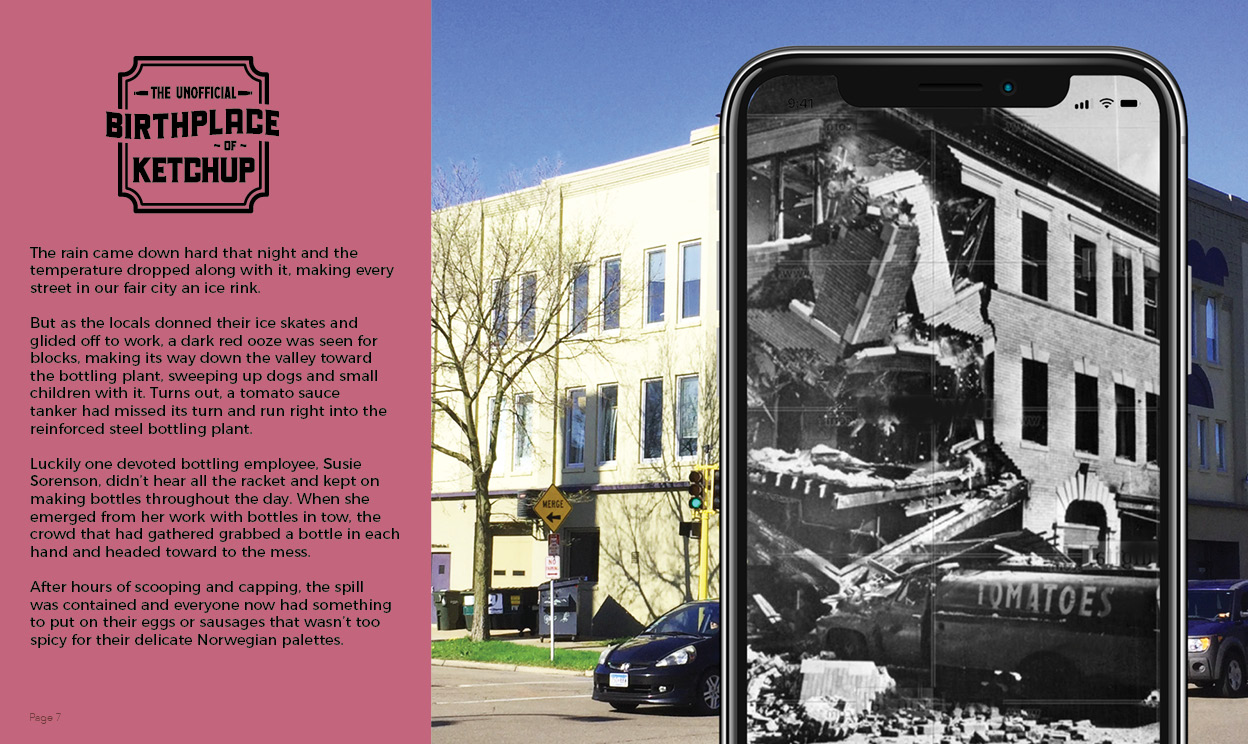 THE UNOFFICIAL
BIRTHPLACE
~ OF ~
KETCHUP
The rain came down hard that night and the
temperature dropped along with it, making every
street in our fair city an ice rink.
But as the locals donned their ice skates and
glided off to work, a dark red ooze was seen for
blocks, making its way down the valley toward
the bottling plant, sweeping up dogs and small
children with it. Turns out, a tomato sauce
tanker had missed its turn and run right into the
reinforced steel bottling plant.
Luckily one devoted bottling employee, Susie
Sorenson, didn't hear all the racket and kept on
making bottles throughout the day. When she
emerged from her work with bottles in tow, the
crowd that had gathered grabbed a bottle in each
hand and headed toward to the mess.
After hours of scooping and capping, the spill
was contained and everyone now had something
to put on their eggs or sausages that wasn't too
spicy for their delicate Norwegian palettes.
Page 7
9:41
MERGE
TOMATOES